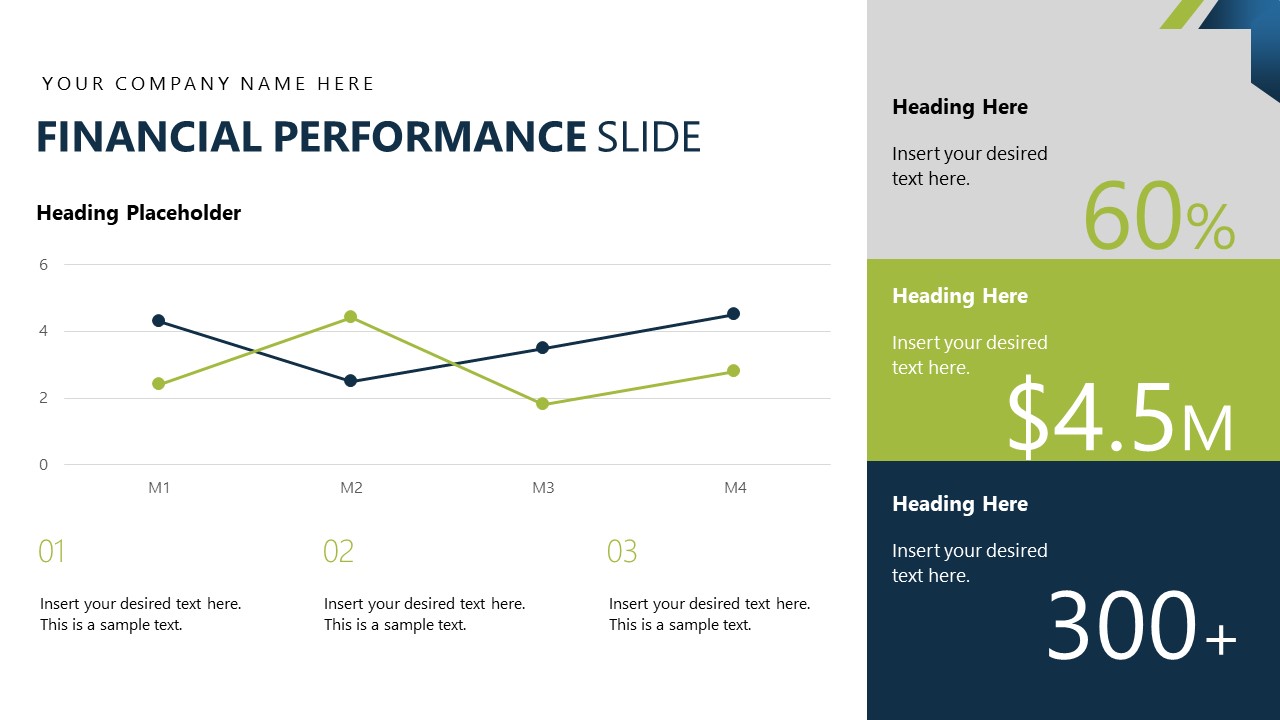 YOUR COMPANY NAME HERE
FINANCIAL PERFORMANCE SLIDE
Heading Placeholder
6
4
2
0
M1 M2 M3 M4
01
Insert your desired text here.
This is a sample text.
02
Insert your desired text here.
This is a sample text.
03
Insert your desired text here.
This is a sample text.
Heading Here
Insert your desired
text here.
60%
Heading Here
Insert your desired
text here.
$4.5M
Heading Here
Insert your desired
text here.
300+